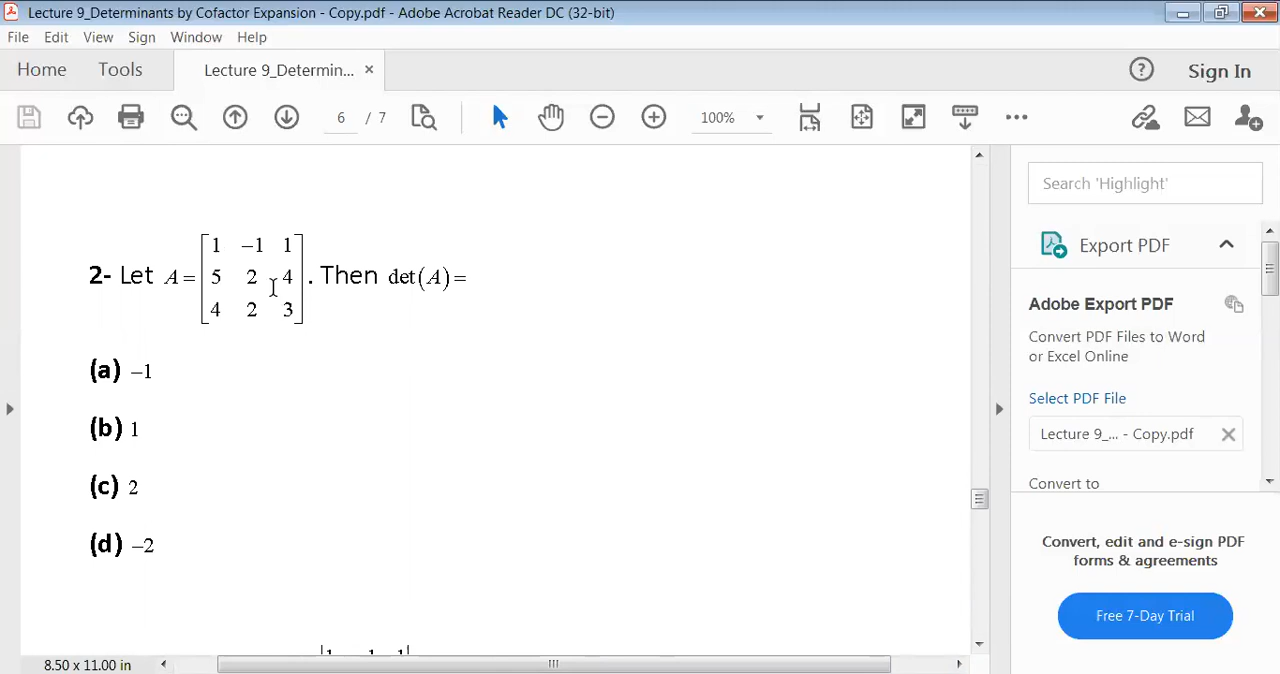 Lecture 9_Determinants by Cofactor Expansion - Copy.pdf - Adobe Acrobat Reader DC (32-bit)
File Edit View Sign Window Help
Home Tools Lecture 9_Determin... × Sign In
6 / 7 100%
Search 'Highlight'
2- Let A = [1 −1 1
5 2 4
4 2 3]. Then det(A) =
(a) −1
(b) 1
(c) 2
(d) −2
Export PDF
Adobe Export PDF
Convert PDF Files to Word
or Excel Online
Select PDF File
Lecture 9_... - Copy.pdf
Convert to
Convert, edit and e-sign PDF
forms & agreements
Free 7-Day Trial
8.50 x 11.00 in